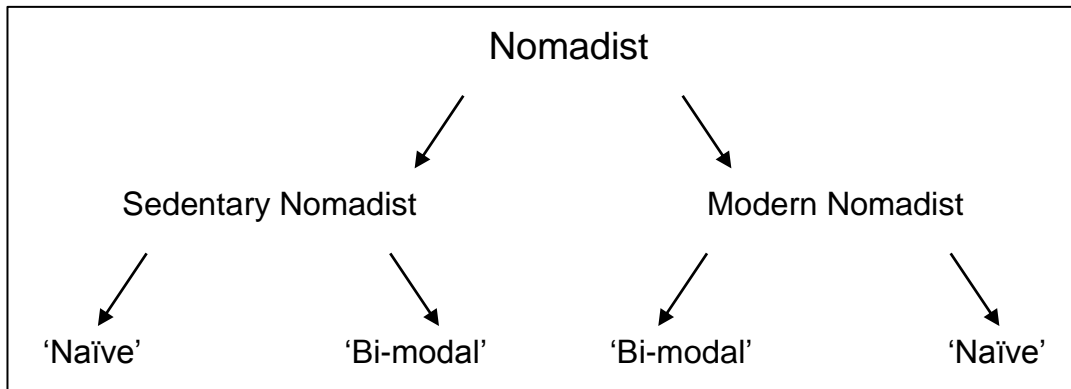 Nomadist
Sedentary Nomadist Modern Nomadist
‘Naïve’ ‘Bi-modal’ ‘Bi-modal’ ‘Naïve’